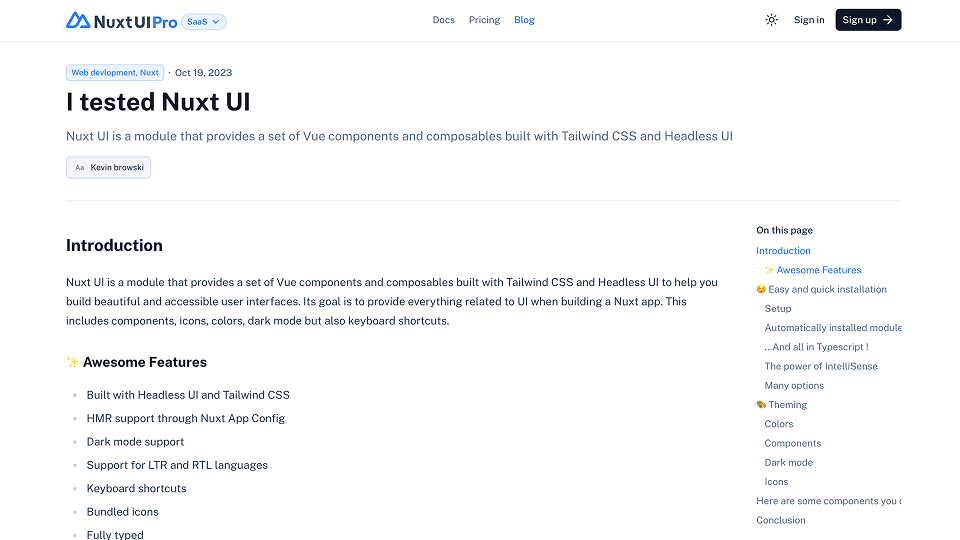 NuxtUIPro SaaS
Docs Pricing Blog
Sign in
Sign up
Web devlopment, Nuxt · Oct 19, 2023
I tested Nuxt UI
Nuxt UI is a module that provides a set of Vue components and composables built with Tailwind CSS and Headless UI
Aa Kevin browski
Introduction
Nuxt UI is a module that provides a set of Vue components and composables built with Tailwind CSS and Headless UI to help you
build beautiful and accessible user interfaces. Its goal is to provide everything related to UI when building a Nuxt app. This
includes components, icons, colors, dark mode but also keyboard shortcuts.
✨ Awesome Features
Built with Headless UI and Tailwind CSS
HMR support through Nuxt App Config
Dark mode support
Support for LTR and RTL languages
Keyboard shortcuts
Bundled icons
Fully typed
On this page
Introduction
✨ Awesome Features
😆 Easy and quick installation
Setup
Automatically installed module
...And all in Typescript !
The power of IntelliSense
Many options
🎨 Theming
Colors
Components
Dark mode
Icons
Here are some components you
Conclusion